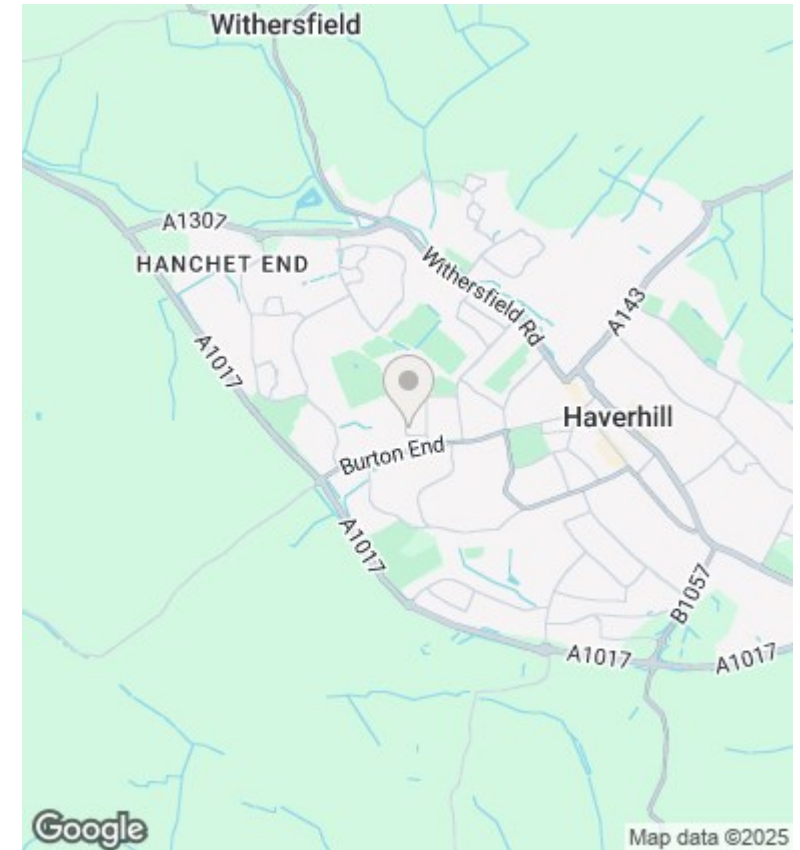 Withersfield
A1307
HANCHET END
Withersfield Rd
A143
A1017
Haverhill
Burton End
A1017
B1057
A1017
A1017
Google
Map data ©2025